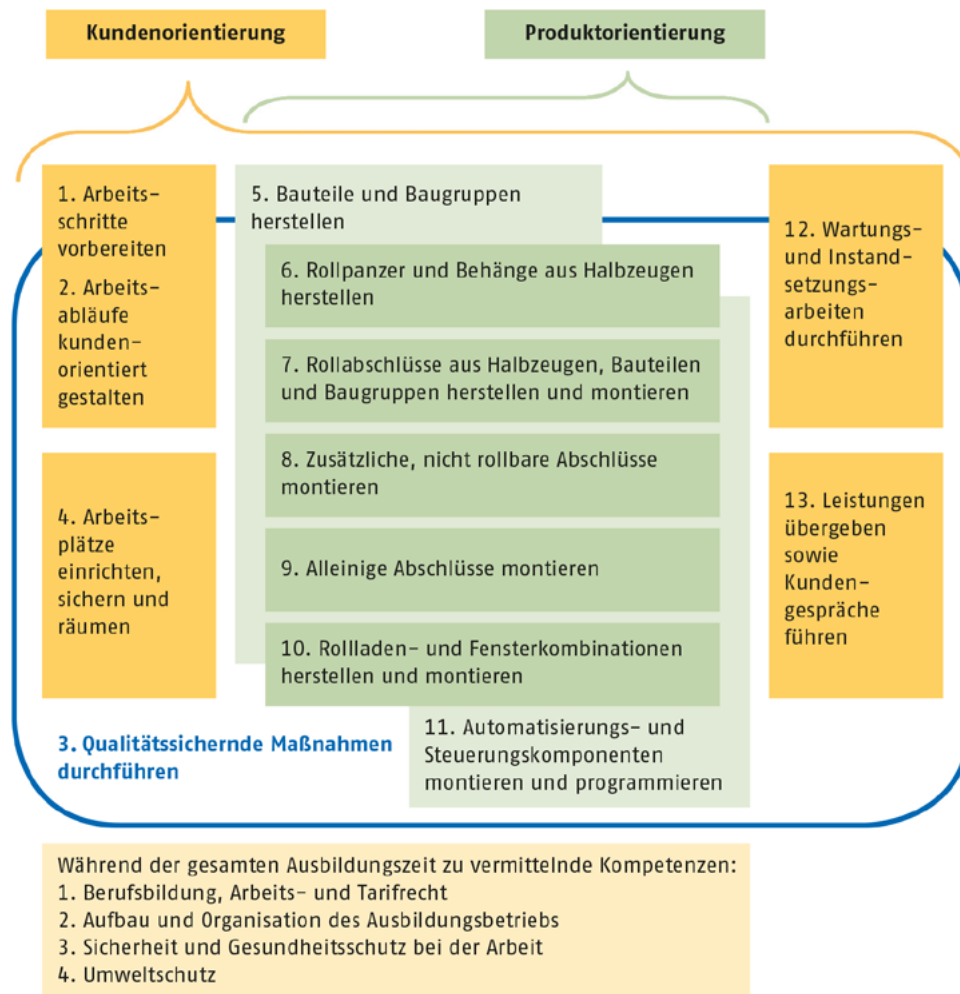 Kundenorientierung
Produktorientierung
1. Arbeits-
schritte
vorbereiten
2. Arbeits-
abläufe
kunden-
orientiert
gestalten
4. Arbeits-
plätze
einrichten,
sichern und
räumen
3. Qualitätssichernde Maßnahmen
durchführen
5. Bauteile und Baugruppen
herstellen
6. Rollpanzer und Behänge aus Halbzeugen
herstellen
7. Rollabschlüsse aus Halbzeugen, Bauteilen
und Baugruppen herstellen und montieren
8. Zusätzliche, nicht rollbare Abschlüsse
montieren
9. Alleinige Abschlüsse montieren
10. Rollladen- und Fensterkombinationen
herstellen und montieren
11. Automatisierungs- und
Steuerungskomponenten
montieren und programmieren
12. Wartungs-
und Instand-
setzungs-
arbeiten
durchführen
13. Leistungen
übergeben
sowie
Kunden-
gespräche
führen
Während der gesamten Ausbildungszeit zu vermittelnde Kompetenzen:
1. Berufsbildung, Arbeits- und Tarifrecht
2. Aufbau und Organisation des Ausbildungsbetriebs
3. Sicherheit und Gesundheitsschutz bei der Arbeit
4. Umweltschutz